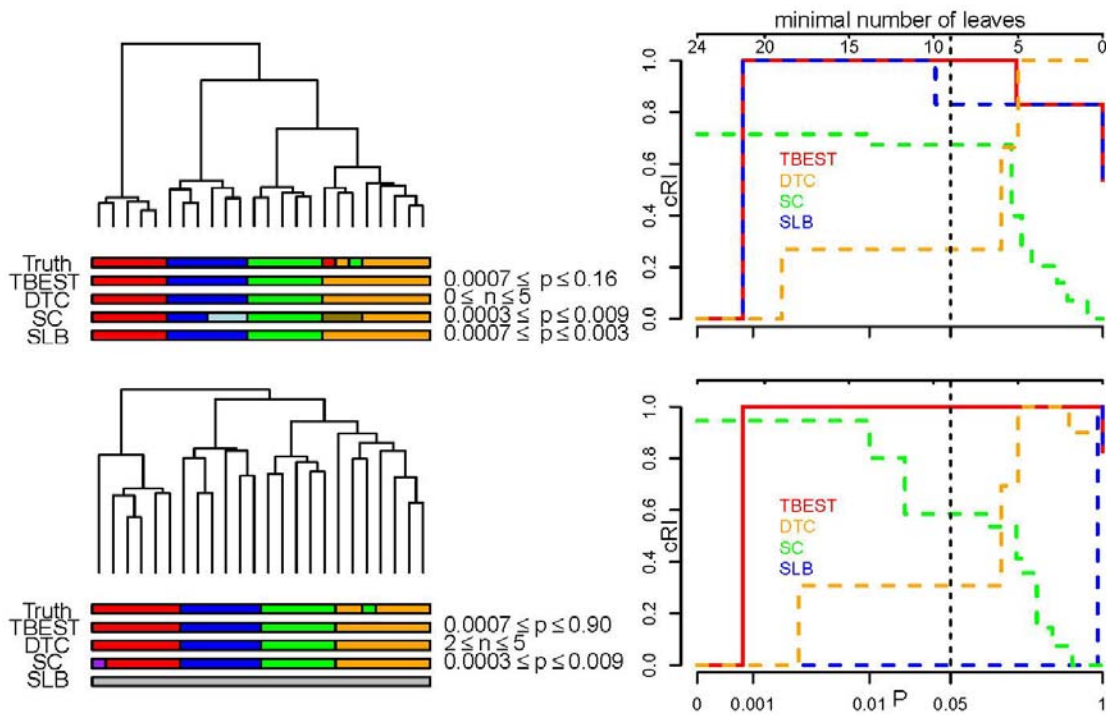 minimal number of leaves
24 20 15 10 9 5 0
1.0
0.8
0.6
0.4
0.2
0.0
cRI
TBEST
DTC
SC
SLB
Truth
TBEST 0.0007 ≤ p ≤ 0.16
DTC 0 ≤ n ≤ 5
SC 0.0003 ≤ p ≤ 0.009
SLB 0.0007 ≤ p ≤ 0.003
1.0
0.8
0.6
0.4
0.2
0.0
cRI
TBEST
DTC
SC
SLB
Truth
TBEST 0.0007 ≤ p ≤ 0.90
DTC 2 ≤ n ≤ 5
SC 0.0003 ≤ p ≤ 0.009
SLB
0 0.001 0.01 0.05 1
P